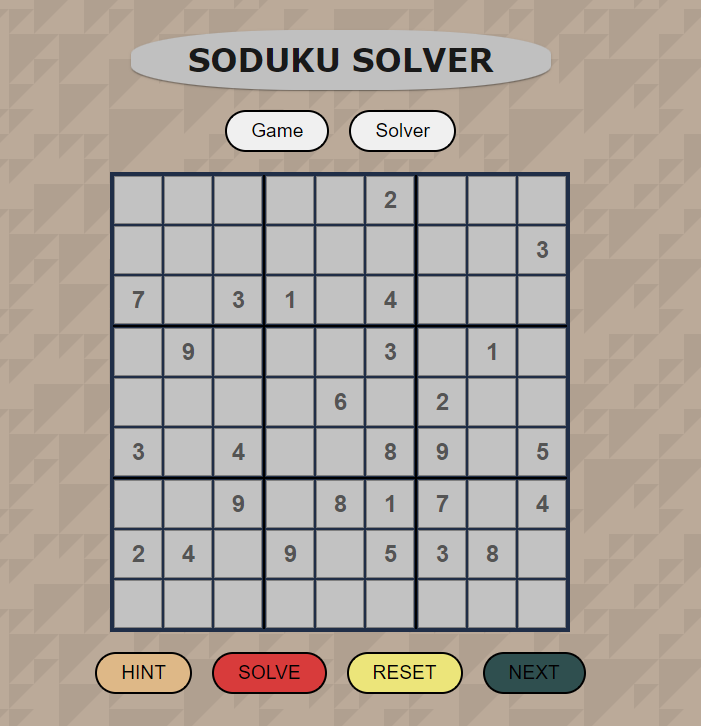 SODUKU SOLVER
Game Solver
2
3
7 3 1 4
9 3 1
6 2
3 4 8 9 5
9 8 1 7 4
2 4 9 5 3 8
HINT SOLVE RESET NEXT